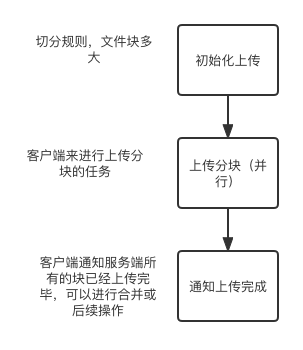 切分规则，文件块多
大
初始化上传
客户端来进行上传分
块的任务
上传分块（并
行）
客户端通知服务端所
有的块已经上传完
毕，可以进行合并或
后续操作
通知上传完成